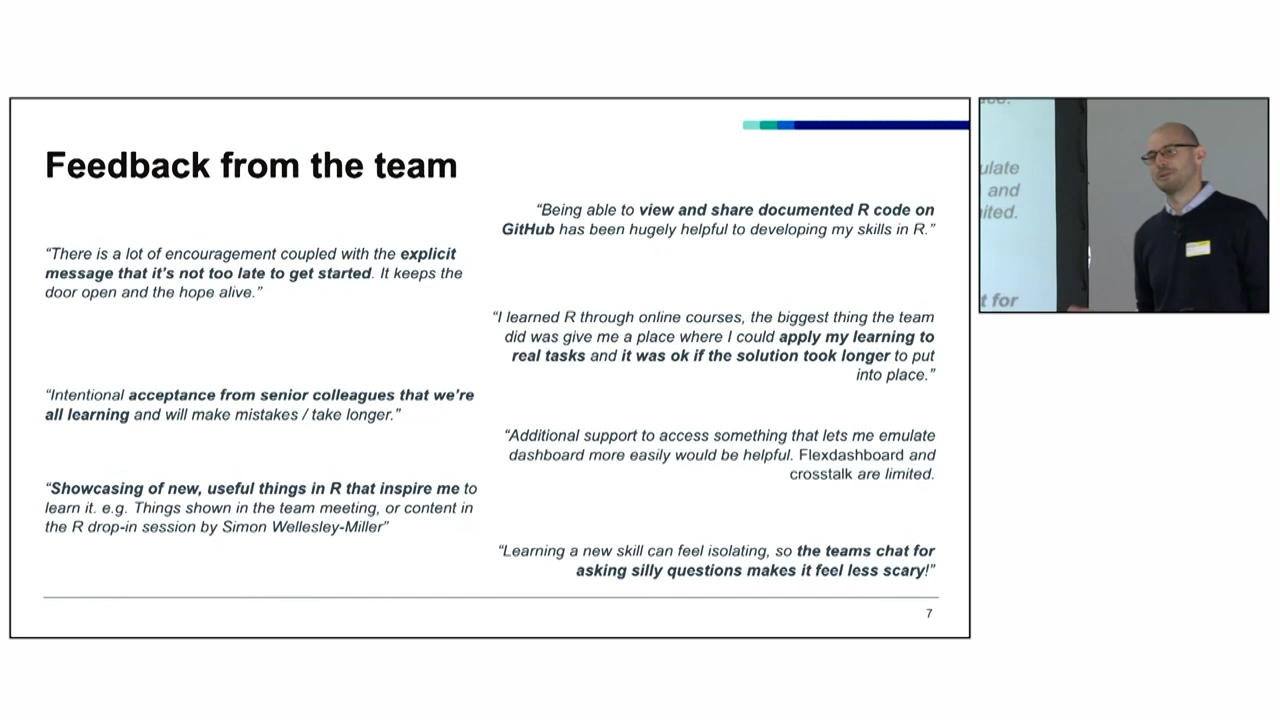 Feedback from the team
“There is a lot of encouragement coupled with the explicit
message that it’s not too late to get started. It keeps the
door open and the hope alive.”
“Intentional acceptance from senior colleagues that we’re
all learning and will make mistakes / take longer.”
“Showcasing of new, useful things in R that inspire me to
learn it. e.g. Things shown in the team meeting, or content in
the R drop-in session by Simon Wellesley-Miller”
“Being able to view and share documented R code on
GitHub has been hugely helpful to developing my skills in R.”
“I learned R through online courses, the biggest thing the team
did was give me a place where I could apply my learning to
real tasks and it was ok if the solution took longer to put
into place.”
“Additional support to access something that lets me emulate
dashboard more easily would be helpful. Flexdashboard and
crosstalk are limited.
“Learning a new skill can feel isolating, so the teams chat for
asking silly questions makes it feel less scary!”
7
ulate
and
ited.
t for